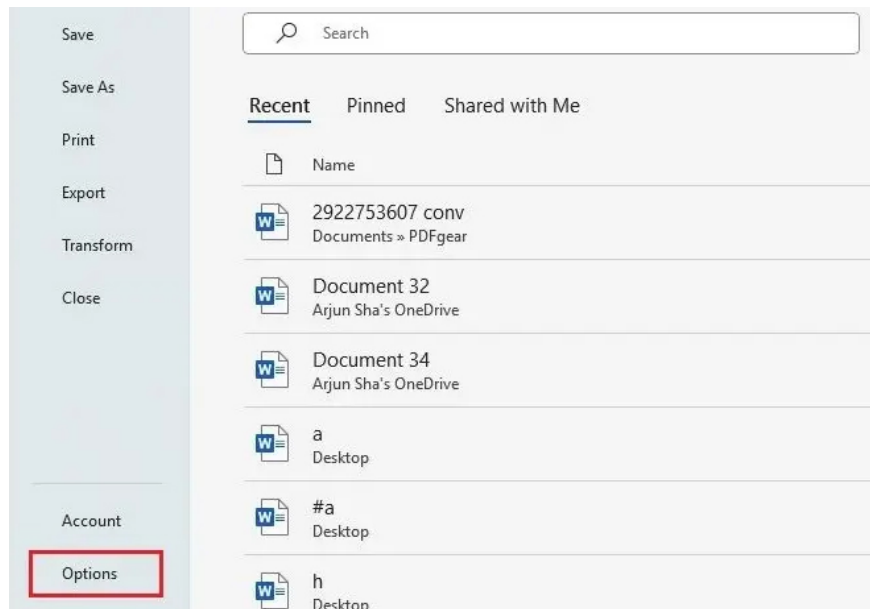 Save
Save As
Print
Export
Transform
Close
Account
Options
Search
Recent Pinned Shared with Me
Name
2922753607 conv
Documents » PDFgear
Document 32
Arjun Sha's OneDrive
Document 34
Arjun Sha's OneDrive
a
Desktop
#a
Desktop
h
Desktop